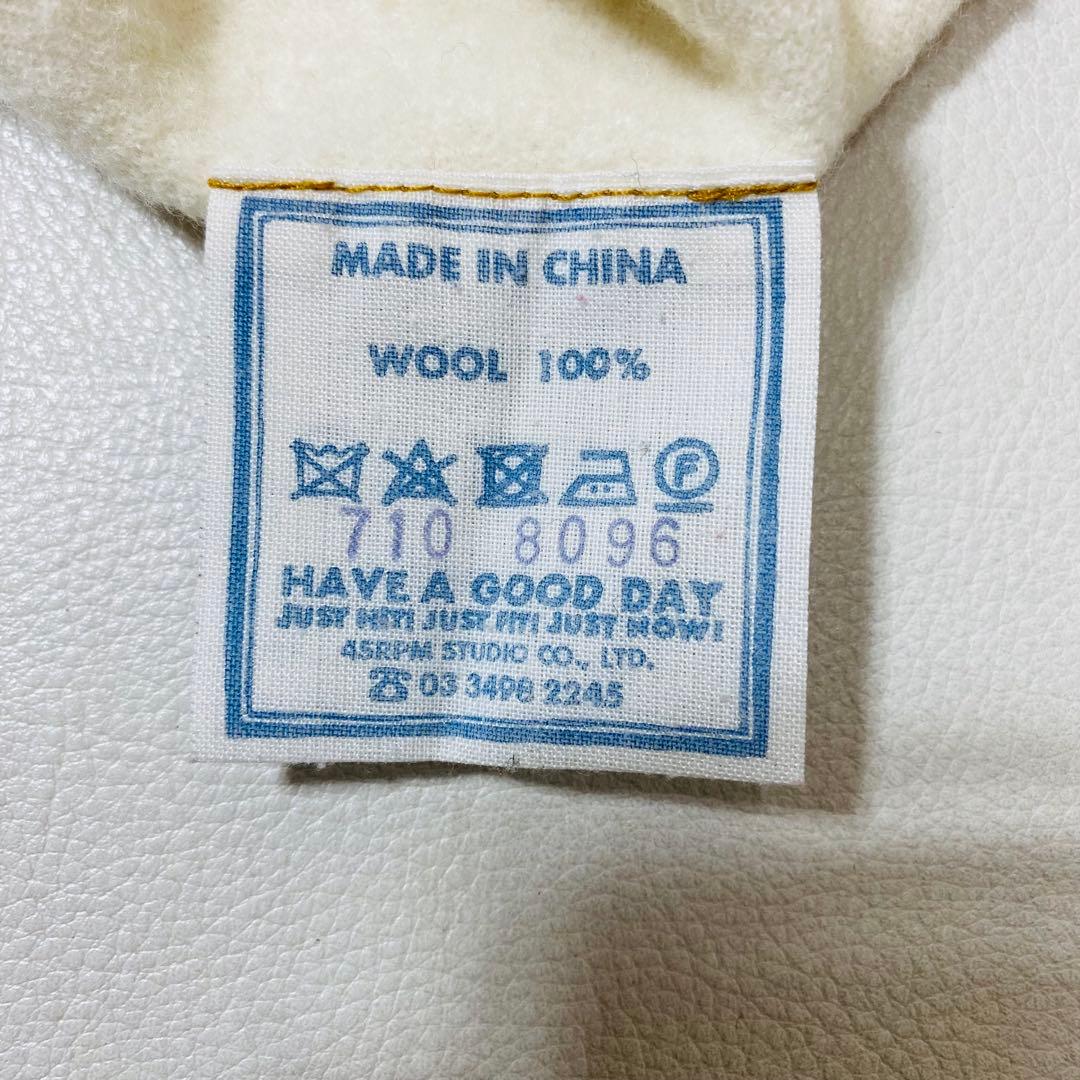 MADE IN CHINA
WOOL 100%
F
710 8096
HAVE A GOOD DAY
JUST HIT! JUST FIT! JUST NOW!
45RPM STUDIO CO., LTD.
☎ 03 3498 2245